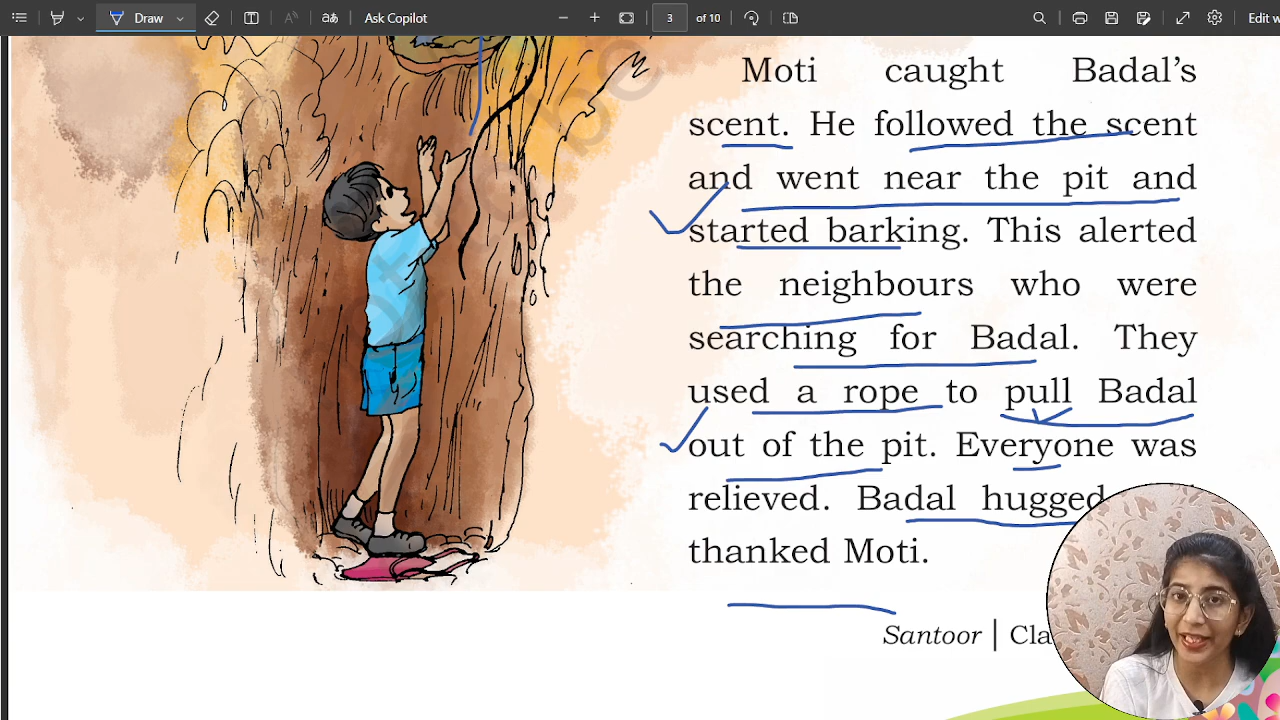 Draw
Ask Copilot
3 of 10
Edit w
Moti caught Badal’s
scent. He followed the scent
and went near the pit and
started barking. This alerted
the neighbours who were
searching for Badal. They
used a rope to pull Badal
out of the pit. Everyone was
relieved. Badal hugged
thanked Moti.
Santoor | Cla